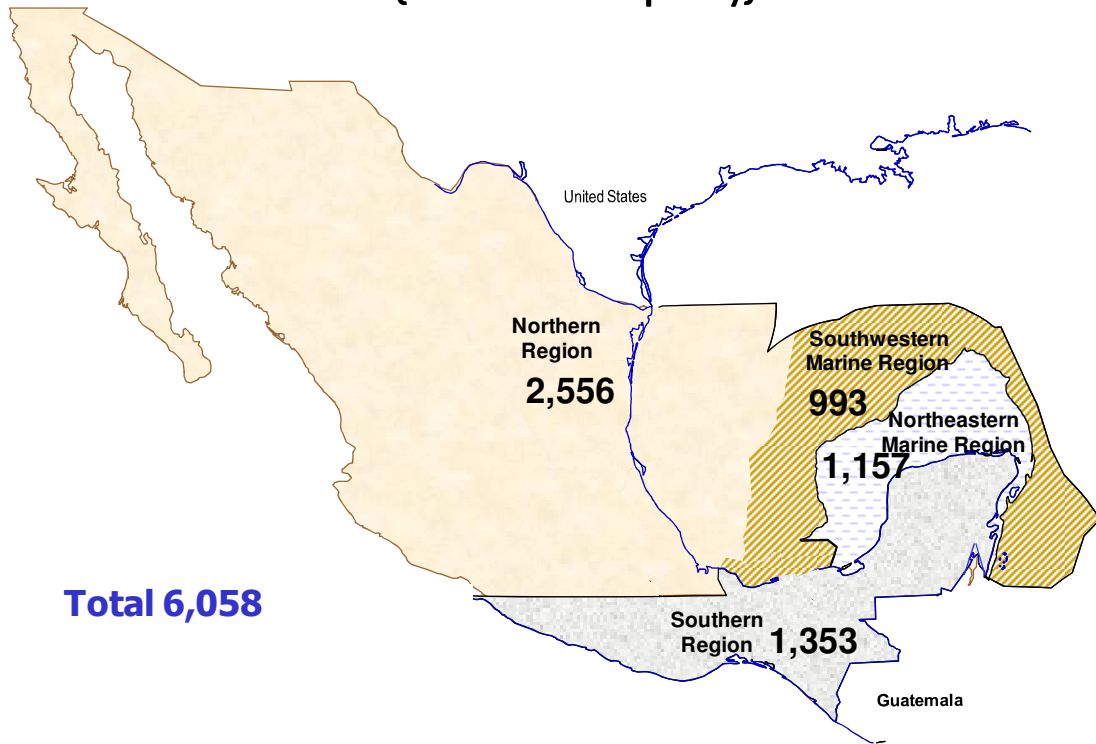 United States
Northern
Region
2,556
Southwestern
Marine Region
993
Northeastern
Marine Region
1,157
Total 6,058
Southern
Region
1,353
Guatemala